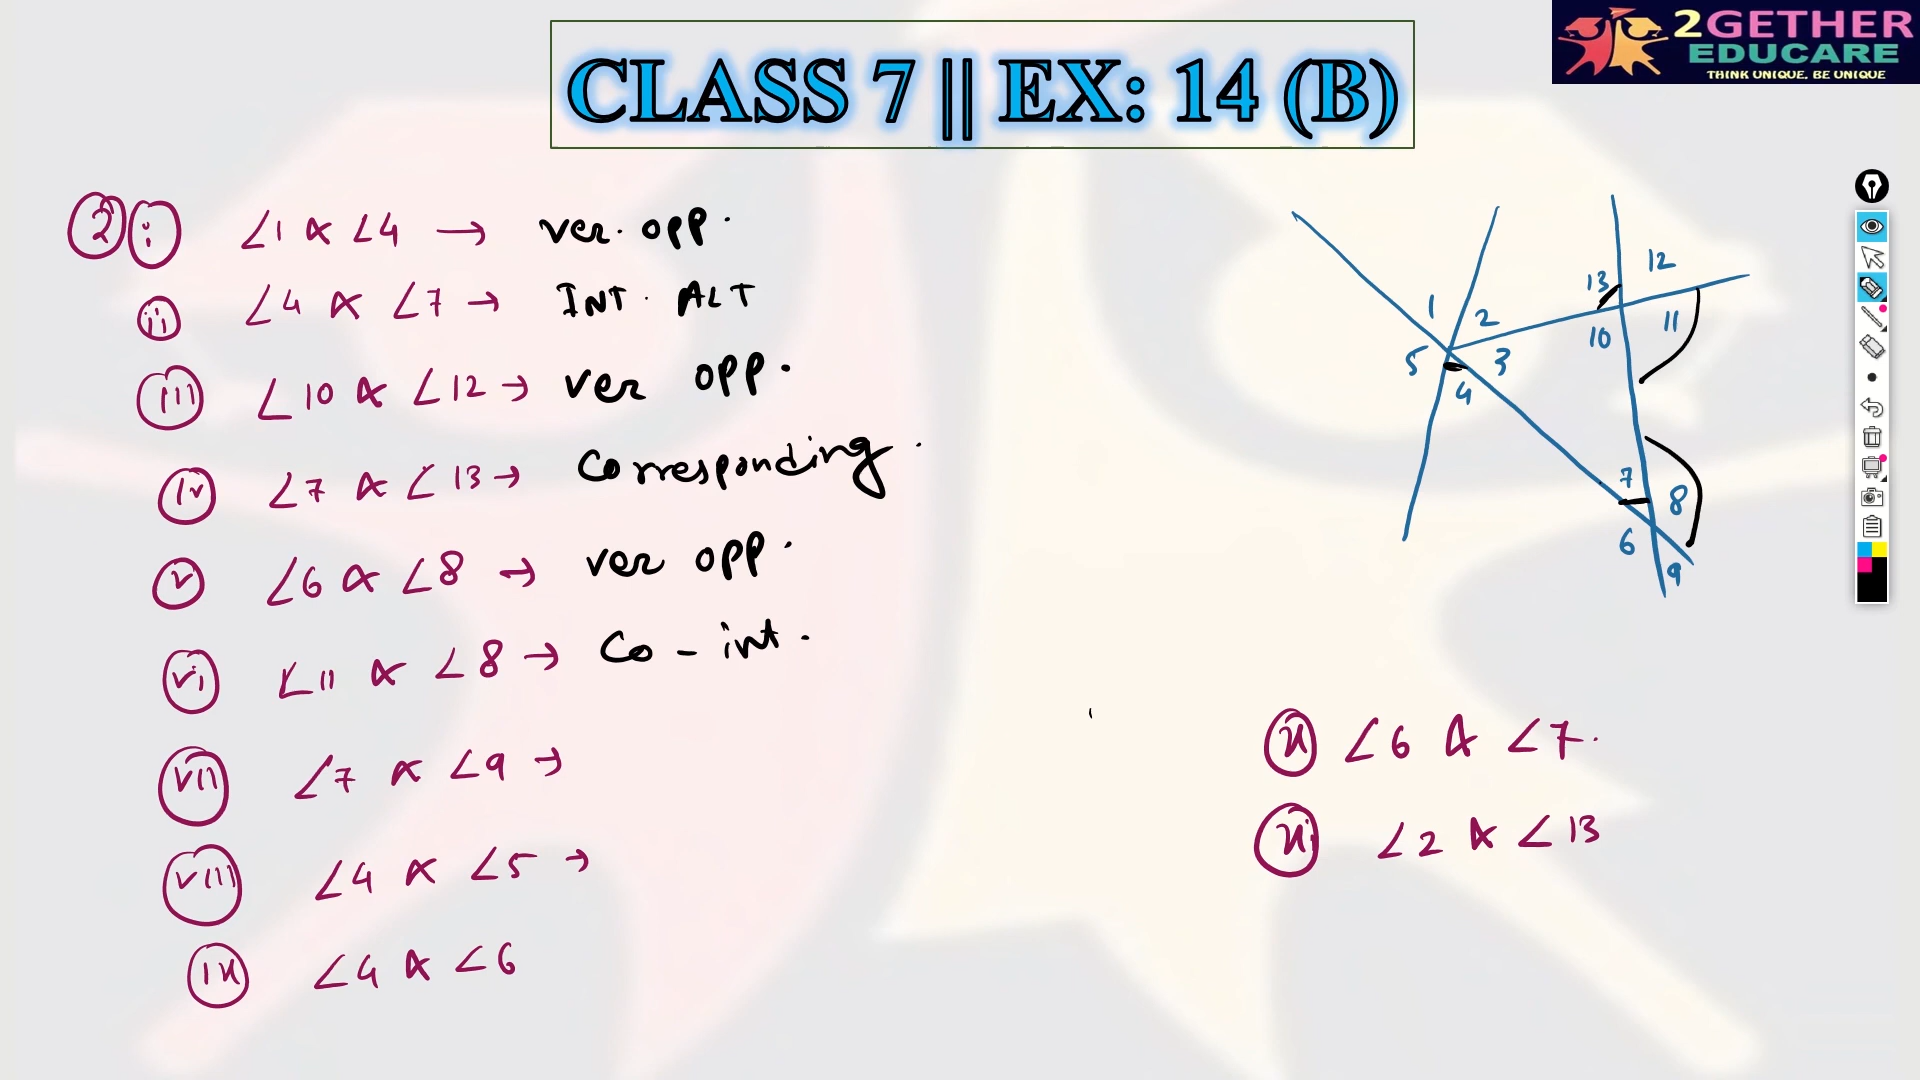 CLASS 7 || EX: 14 (B)
2GETHER
EDUCARE
THINK UNIQUE, BE UNIQUE
2 i ∠1 & ∠4 → ver. opp.
ii ∠4 & ∠7 → INT. ALT
iii ∠10 & ∠12 → ver opp.
iv ∠7 & ∠13 → Corresponding.
v ∠6 & ∠8 → ver opp.
vi ∠11 & ∠8 → Co - int.
vii ∠7 & ∠9 →
viii ∠4 & ∠5 →
ix ∠4 & ∠6
x ∠6 & ∠7.
xi ∠2 & ∠13
1 2 3 4 5
13 12 10 11
7 8 6 9